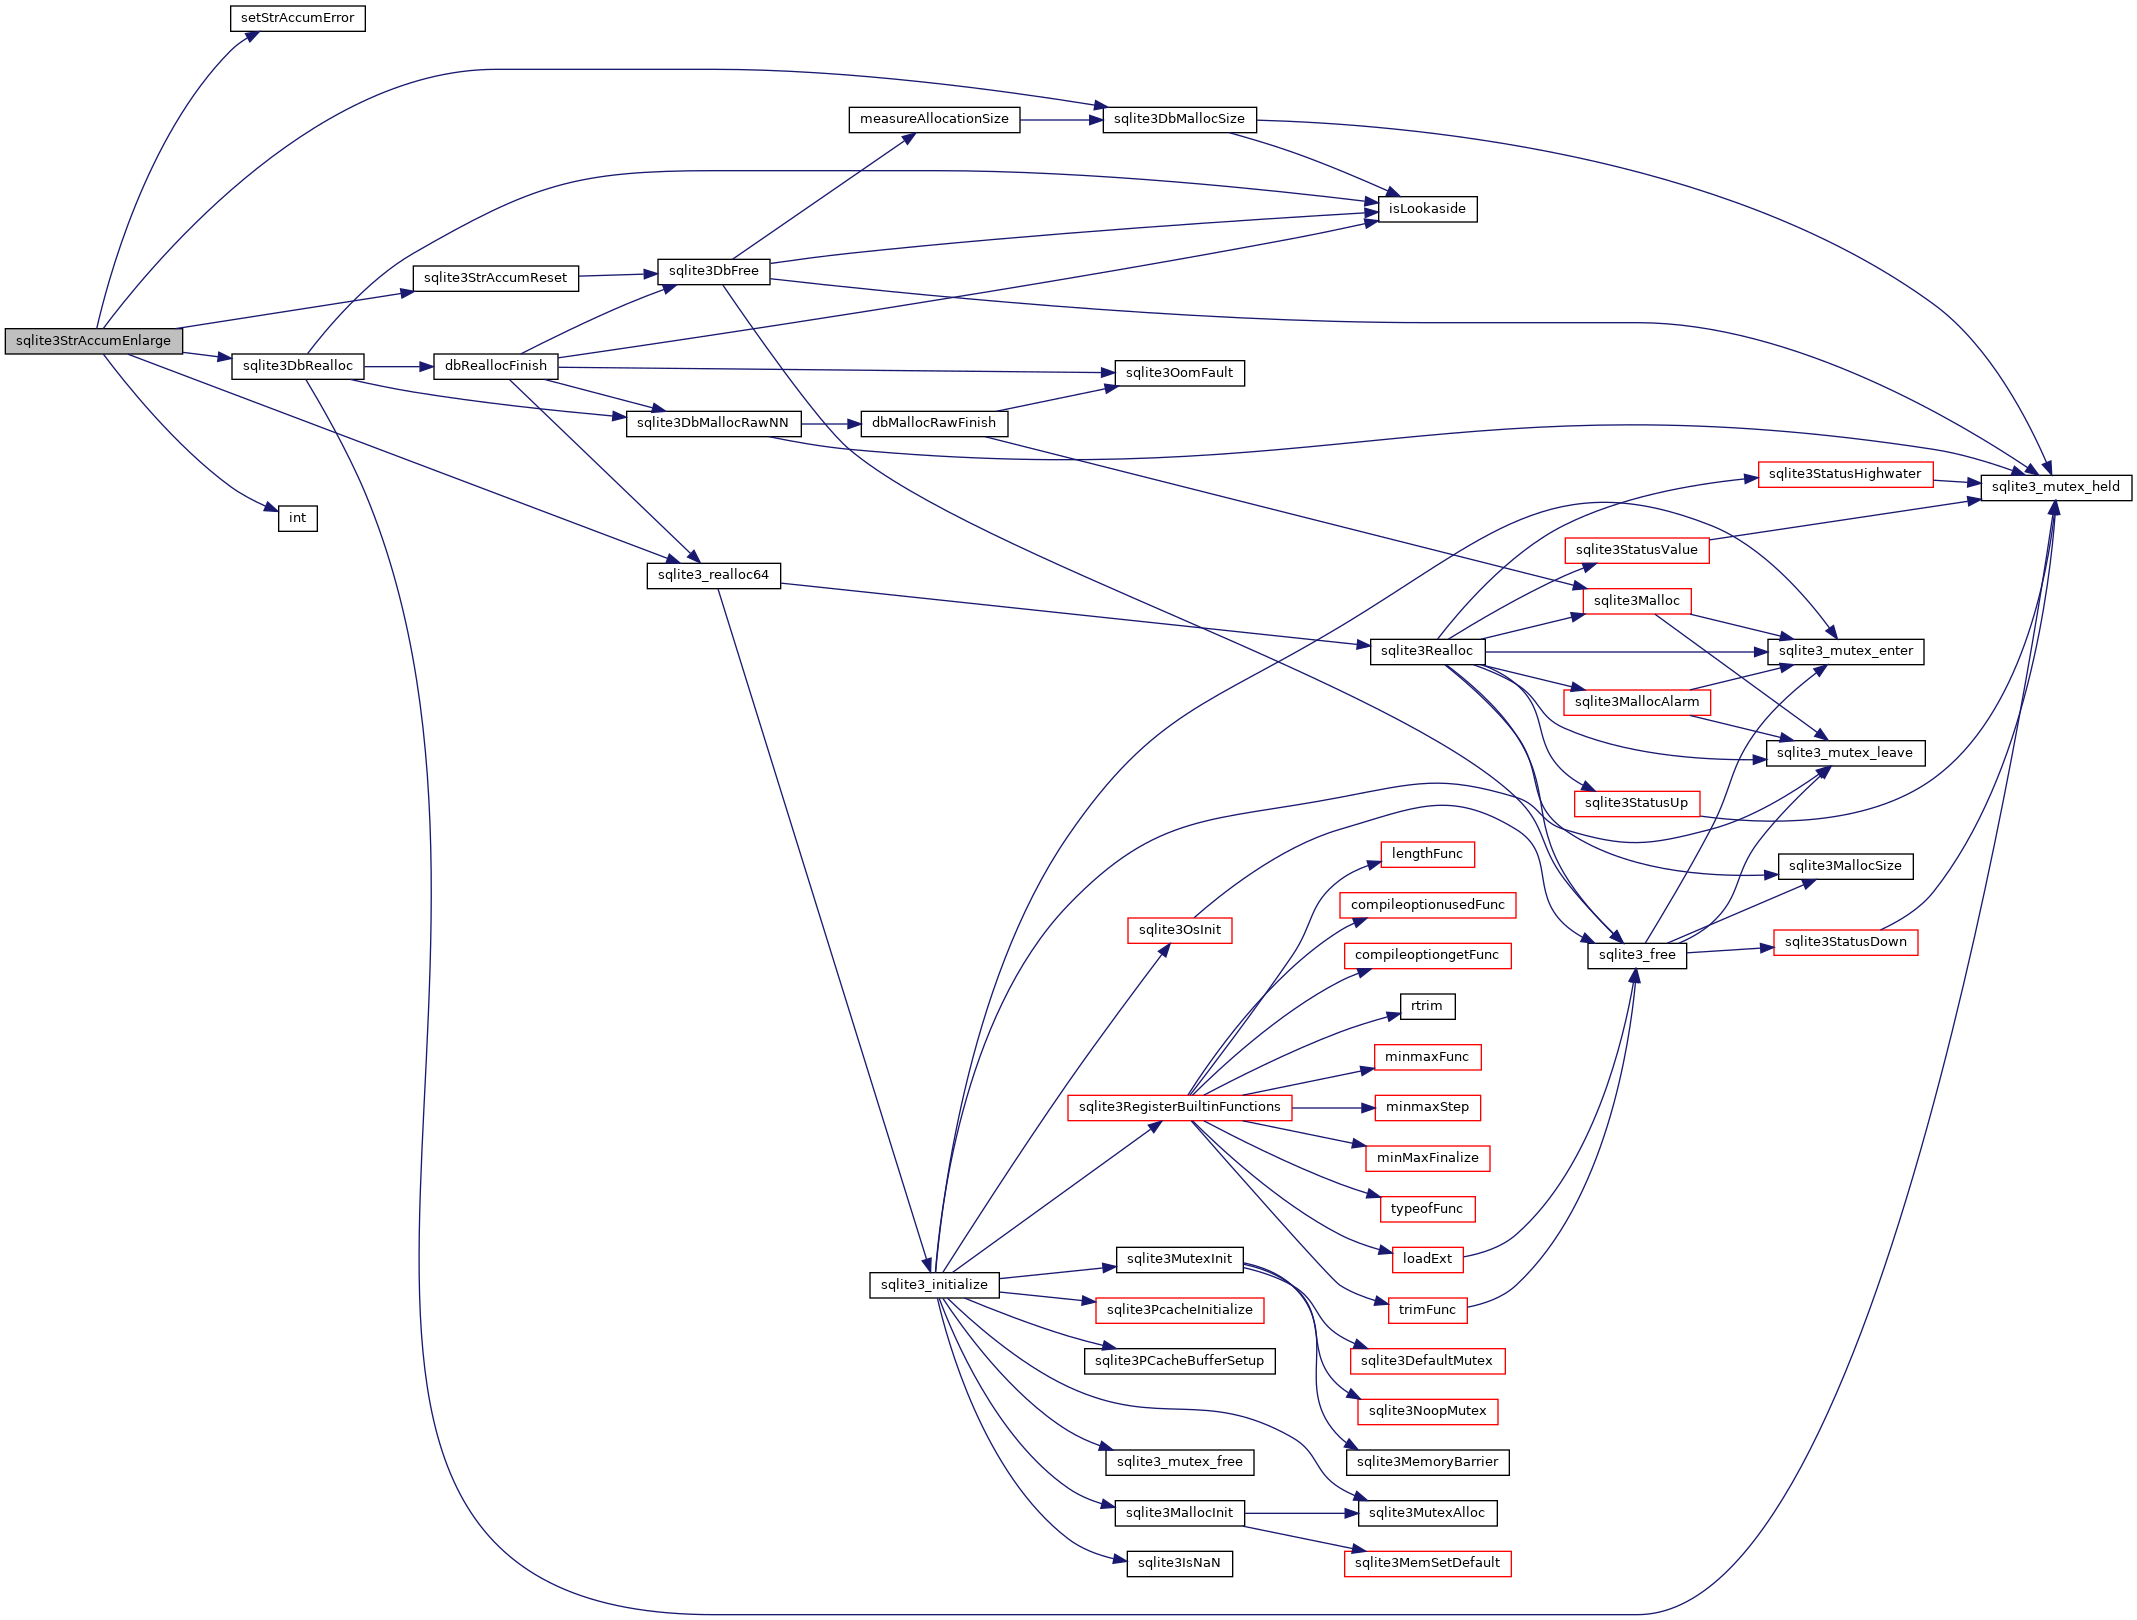 setStrAccumError
measureAllocationSize
sqlite3DbMallocSize
isLookaside
sqlite3StrAccumReset
sqlite3DbFree
sqlite3StrAccumEnlarge
sqlite3DbRealloc
dbReallocFinish
sqlite3OomFault
sqlite3DbMallocRawNN
dbMallocRawFinish
sqlite3StatusHighwater
sqlite3_mutex_held
int
sqlite3StatusValue
sqlite3_realloc64
sqlite3Malloc
sqlite3Realloc
sqlite3_mutex_enter
sqlite3MallocAlarm
sqlite3_mutex_leave
sqlite3StatusUp
lengthFunc
sqlite3MallocSize
compileoptionusedFunc
sqlite3OsInit
sqlite3StatusDown
compileoptiongetFunc
sqlite3_free
rtrim
minmaxFunc
sqlite3RegisterBuiltinFunctions
minmaxStep
minMaxFinalize
typeofFunc
sqlite3MutexInit
loadExt
sqlite3_initialize
sqlite3PcacheInitialize
trimFunc
sqlite3PCacheBufferSetup
sqlite3DefaultMutex
sqlite3NoopMutex
sqlite3_mutex_free
sqlite3MemoryBarrier
sqlite3MallocInit
sqlite3MutexAlloc
sqlite3IsNaN
sqlite3MemSetDefault